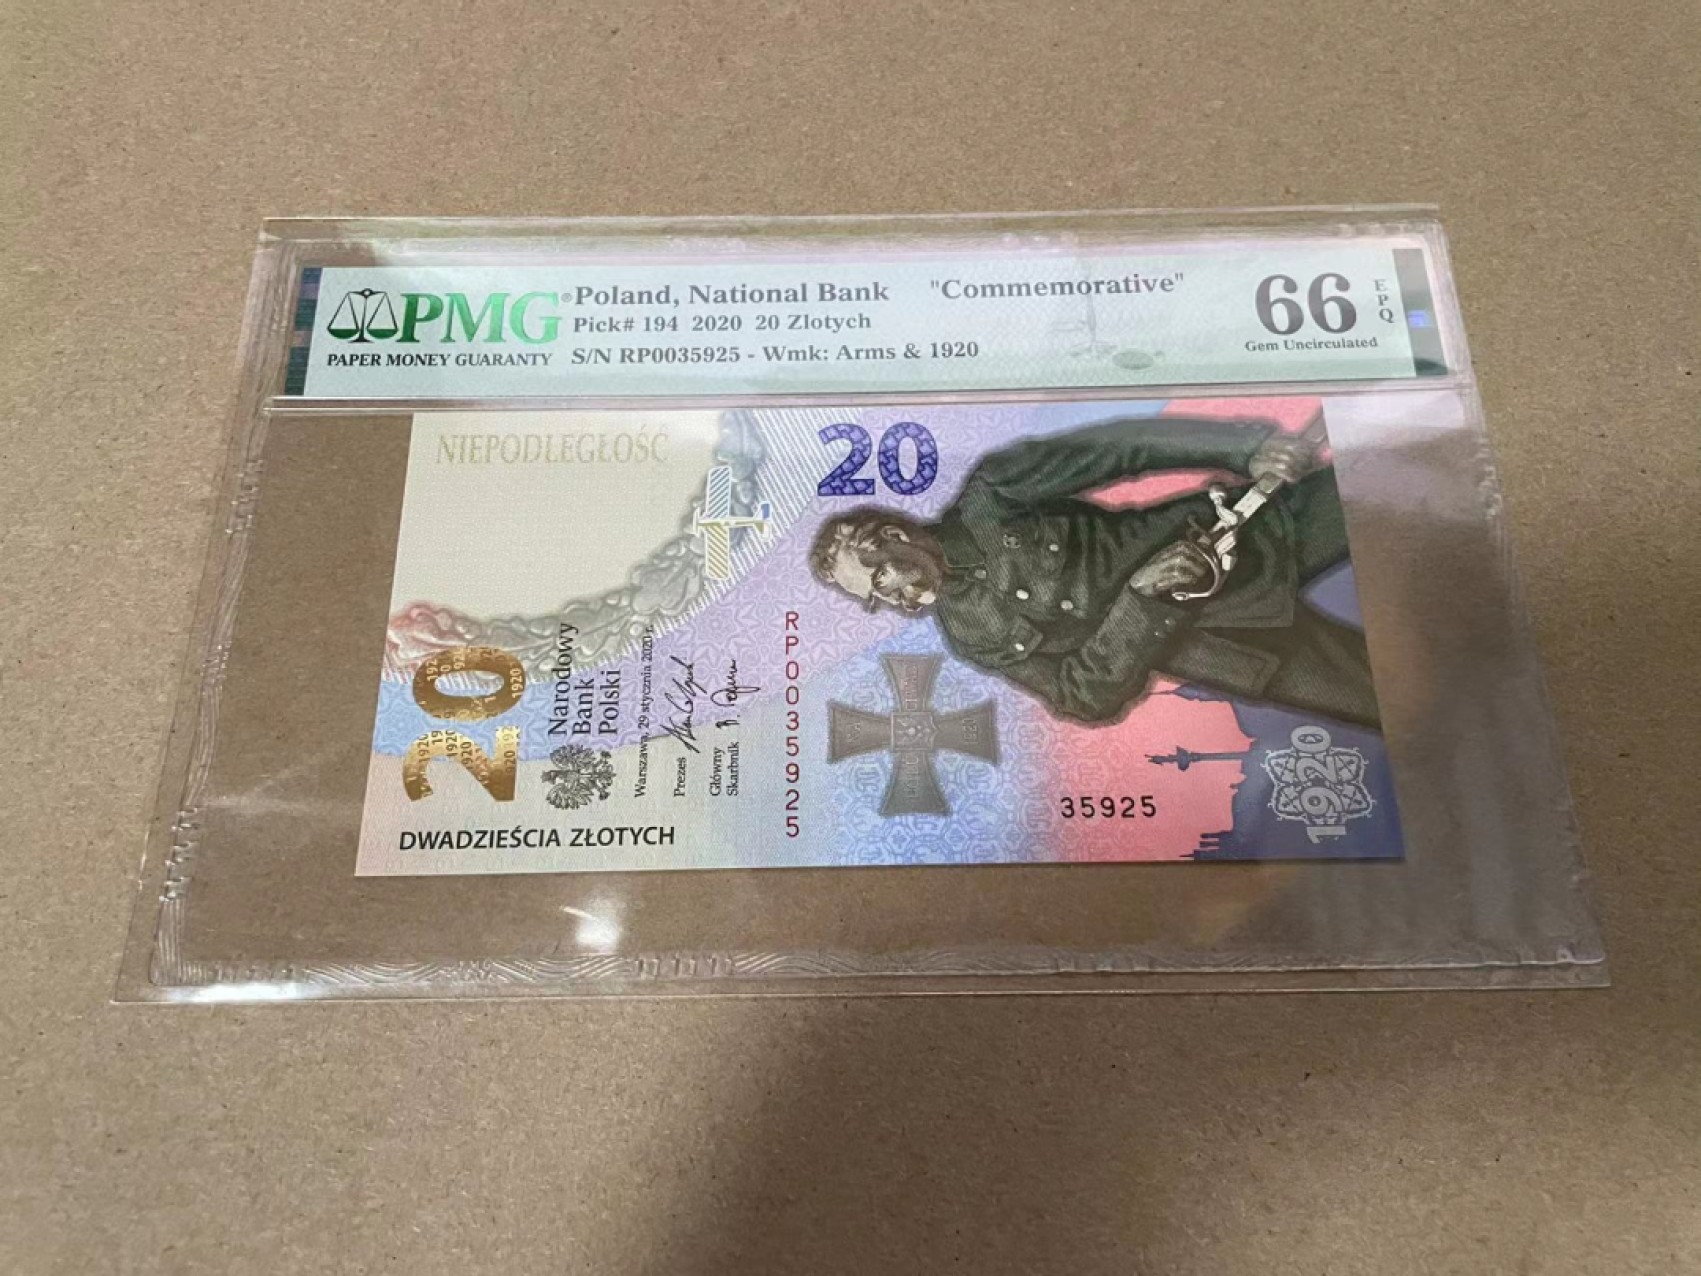 PMG®
PAPER MONEY GUARANTY
Poland, National Bank "Commemorative"
Pick# 194 2020 20 Zlotych
S/N RP0035925 - Wmk: Arms & 1920
66
EPQ
Gem Uncirculated
NIEPODLEGŁOŚĆ
20
20
Narodowy
Bank
Polski
Warszawa, 29 stycznia 2020 r.
Prezes
Główny
Skarbnik
RP0035925
DWADZIEŚCIA ZŁOTYCH
35925
1920